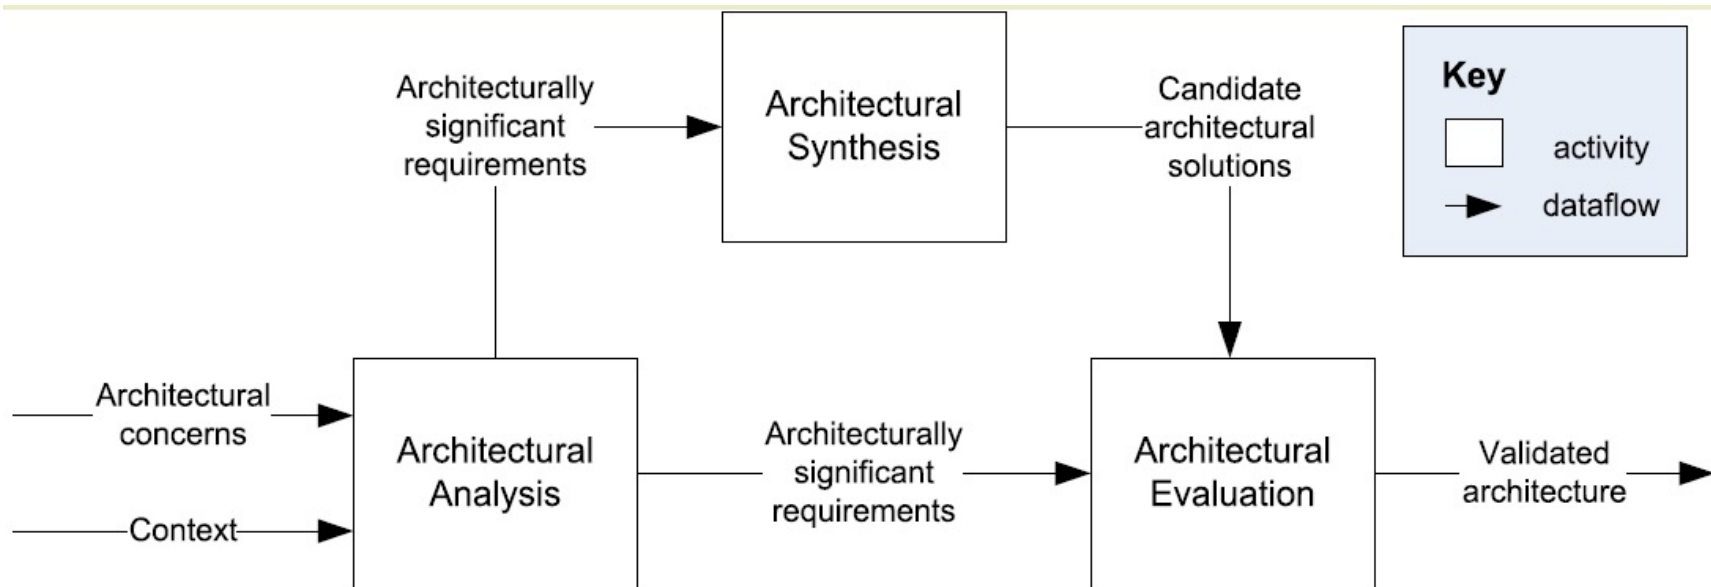 Architecturally
significant
requirements
Architectural
Synthesis
Candidate
architectural
solutions
Key
activity
dataflow
Architectural
concerns
Context
Architectural
Analysis
Architecturally
significant
requirements
Architectural
Evaluation
Validated
architecture